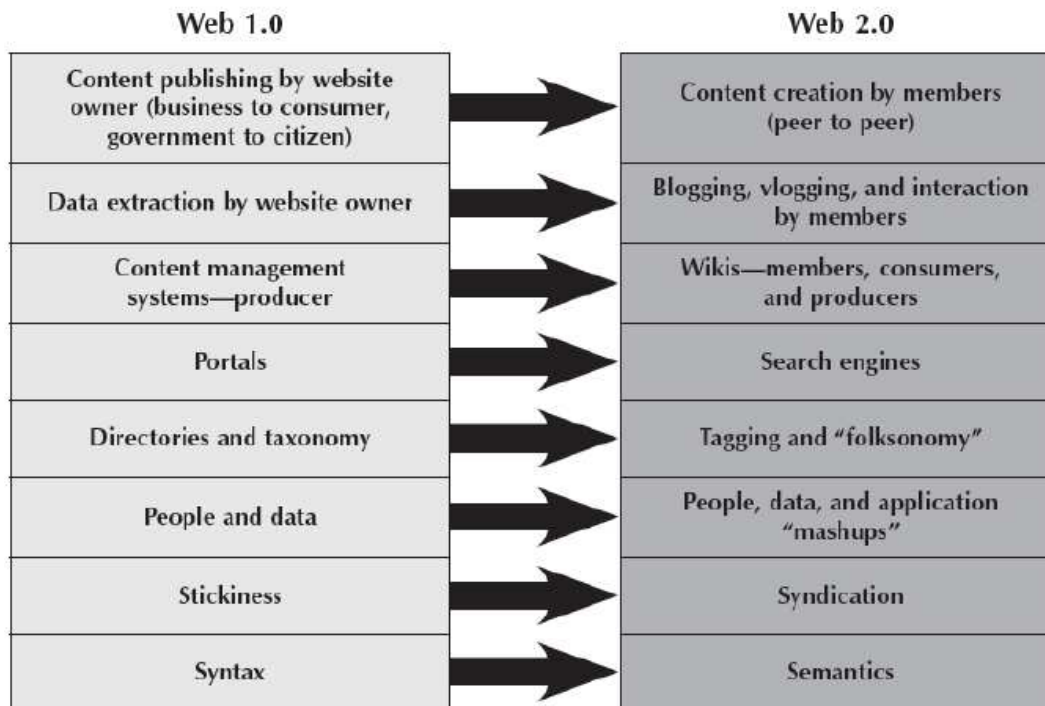 Web 1.0
Web 2.0
Content publishing by website
owner (business to consumer,
government to citizen)
Content creation by members
(peer to peer)
Data extraction by website owner
Blogging, vlogging, and interaction
by members
Content management
systems—producer
Wikis—members, consumers,
and producers
Portals
Search engines
Directories and taxonomy
Tagging and “folksonomy”
People and data
People, data, and application
“mashups”
Stickiness
Syndication
Syntax
Semantics